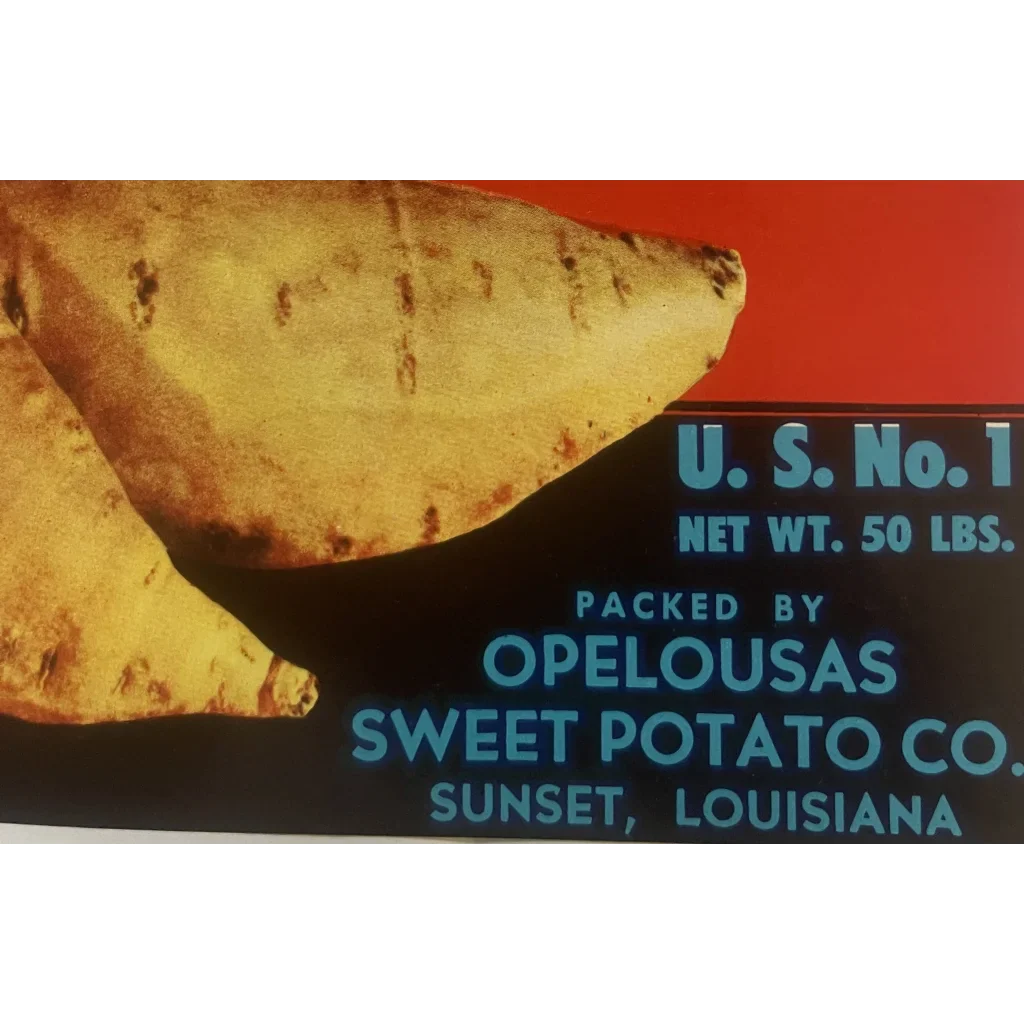 U. S. No. 1
NET WT. 50 LBS.
PACKED BY
OPELOUSAS
SWEET POTATO CO.
SUNSET, LOUISIANA